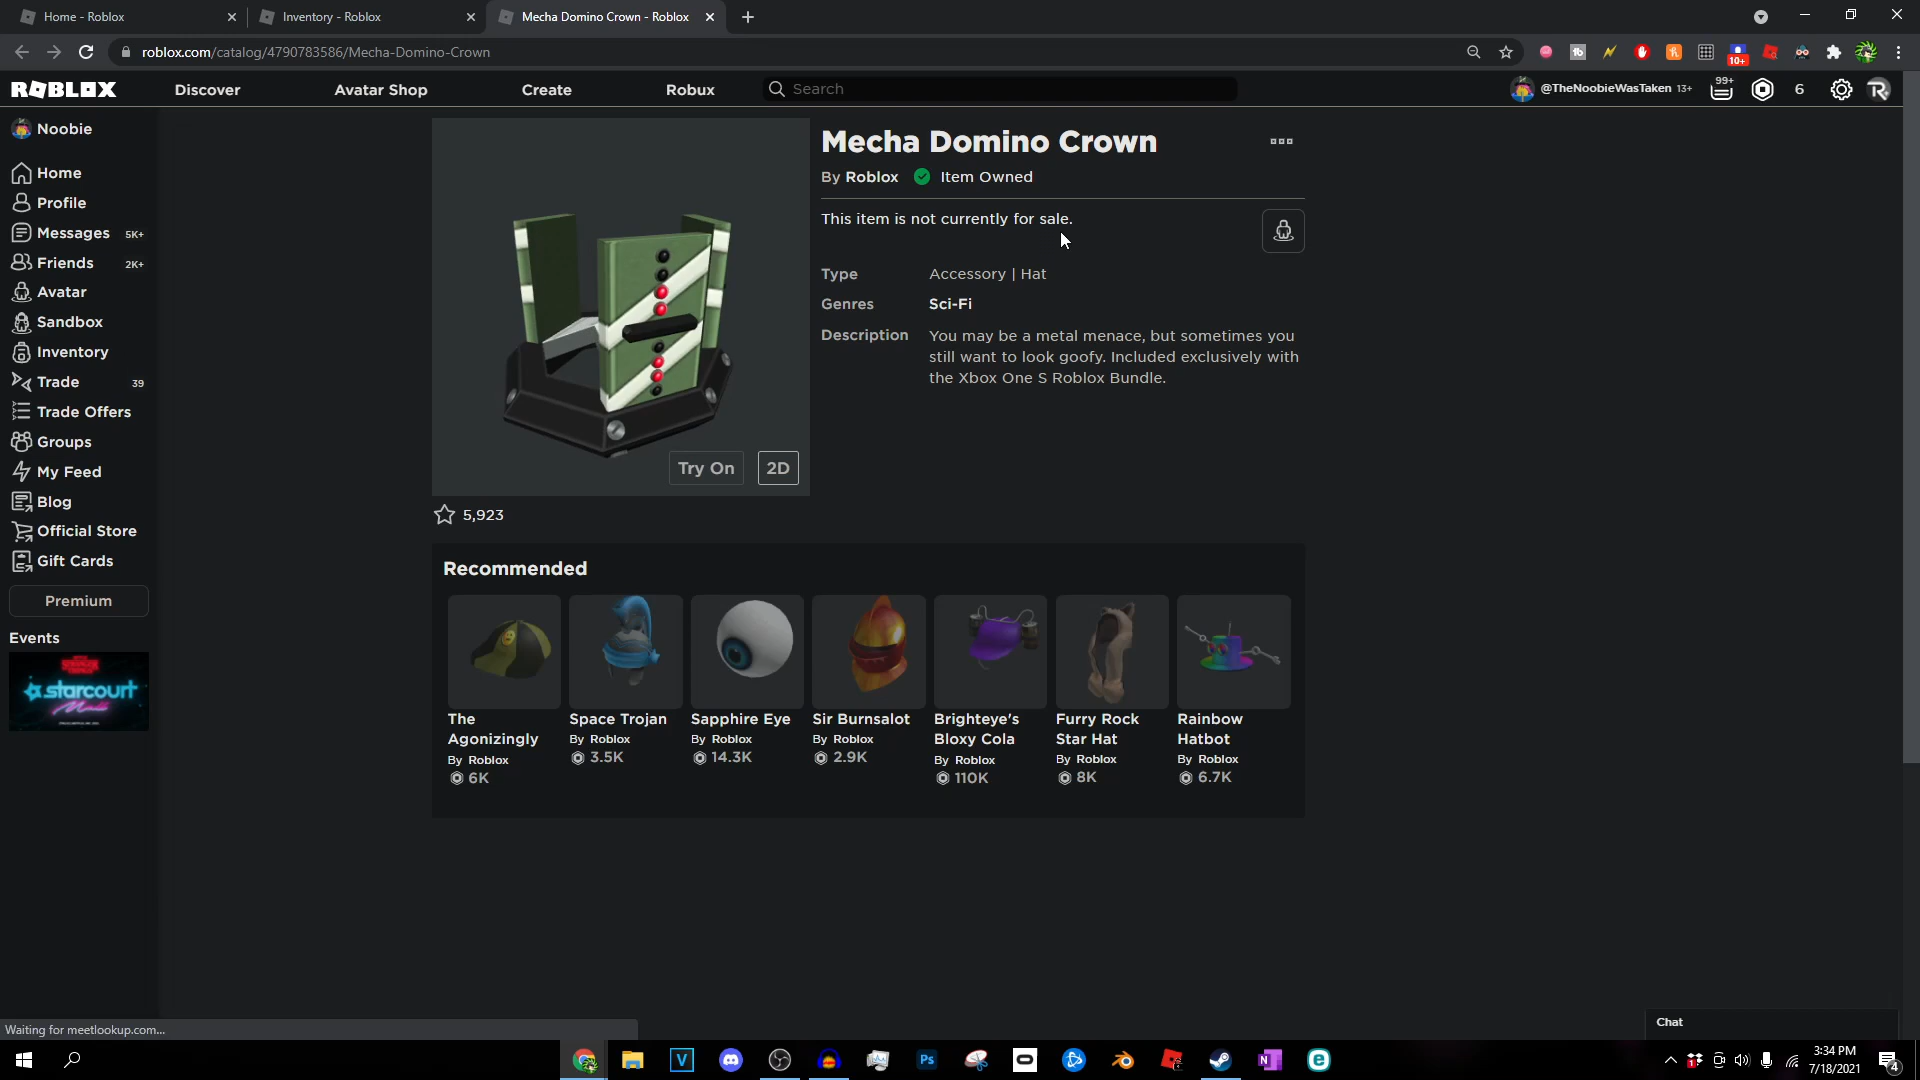 Home - Roblox
Inventory - Roblox
Mecha Domino Crown - Roblox
roblox.com/catalog/4790783586/Mecha-Domino-Crown
10+
ROBLOX
Discover
Avatar Shop
Create
Robux
Search
@TheNoobieWasTaken 13+
99+
6
Noobie
Home
Profile
Messages 5K+
Friends 2K+
Avatar
Sandbox
Inventory
Trade 39
Trade Offers
Groups
My Feed
Blog
Official Store
Gift Cards
Premium
Events
starcourt
Mecha Domino Crown
By Roblox Item Owned
This item is not currently for sale.
Type Accessory | Hat
Genres Sci-Fi
Description You may be a metal menace, but sometimes you
still want to look goofy. Included exclusively with
the Xbox One S Roblox Bundle.
Try On 2D
5,923
Recommended
The
Agonizingly
By Roblox
6K
Space Trojan
By Roblox
3.5K
Sapphire Eye
By Roblox
14.3K
Sir Burnsalot
By Roblox
2.9K
Brighteye's
Bloxy Cola
By Roblox
110K
Furry Rock
Star Hat
By Roblox
8K
Rainbow
Hatbot
By Roblox
6.7K
Waiting for meetlookup.com...
Chat
3:34 PM
7/18/2021
4